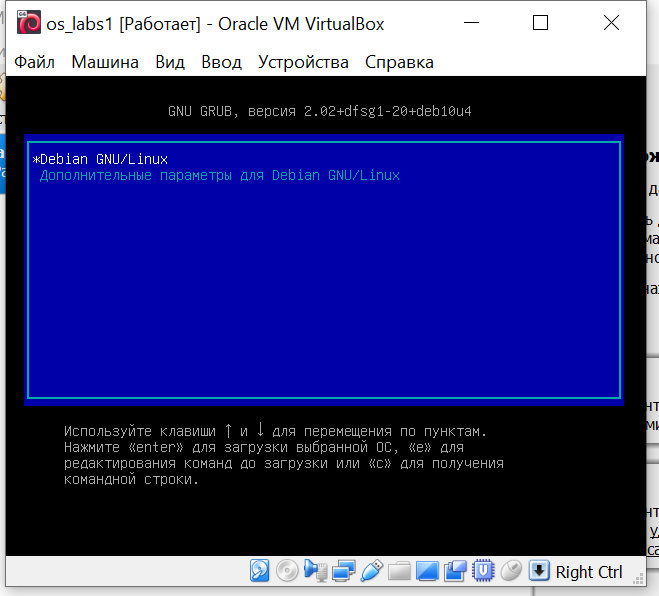 os_labs1 [Работает] - Oracle VM VirtualBox
Файл Машина Вид Ввод Устройства Справка
GNU GRUB, версия 2.02+dfsg1-20+deb10u4
*Debian GNU/Linux
Дополнительные параметры для Debian GNU/Linux
Используйте клавиши ↑ и ↓ для перемещения по пунктам.
Нажмите «enter» для загрузки выбранной ОС, «e» для
редактирования команд до загрузки или «c» для получения
командной строки.
Right Ctrl